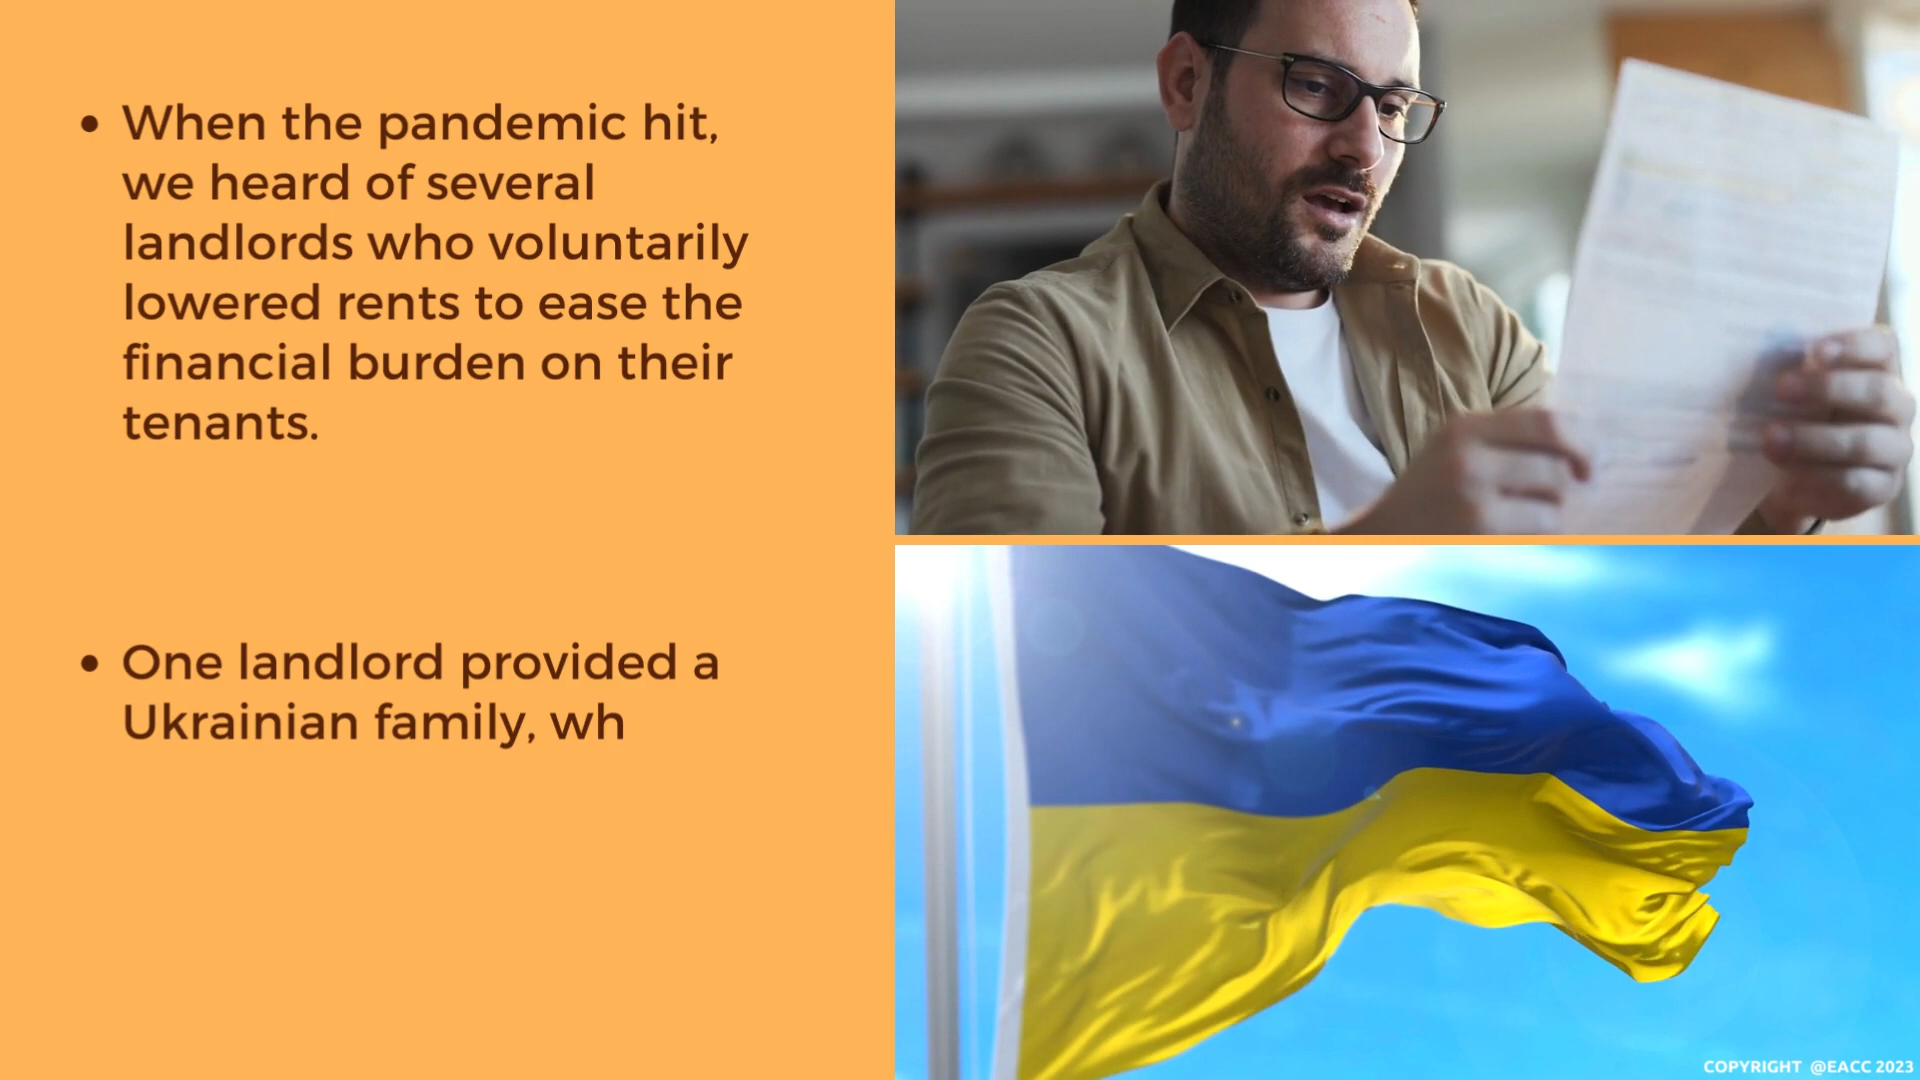 • When the pandemic hit,
we heard of several
landlords who voluntarily
lowered rents to ease the
financial burden on their
tenants.
• One landlord provided a
Ukrainian family, wh
COPYRIGHT @EACC 2023